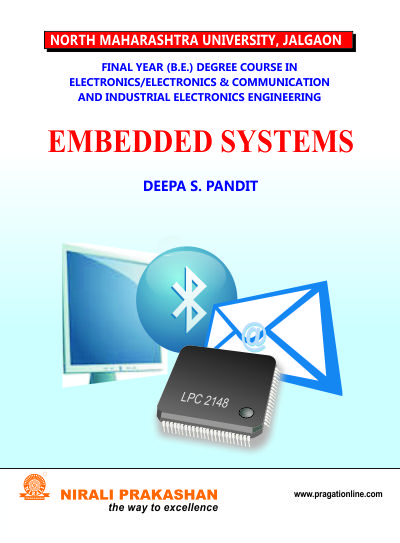 NORTH MAHARASHTRA UNIVERSITY, JALGAON
FINAL YEAR (B.E.) DEGREE COURSE IN
ELECTRONICS/ELECTRONICS & COMMUNICATION
AND INDUSTRIAL ELECTRONICS ENGINEERING
EMBEDDED SYSTEMS
DEEPA S. PANDIT
@
LPC 2148
NIRALI PRAKASHAN
the way to excellence
www.pragationline.com